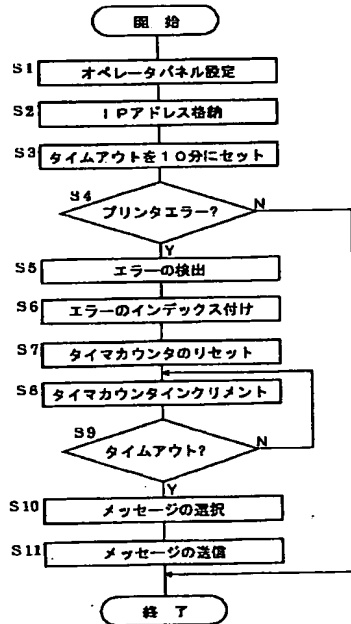 開 始
S1 オペレータパネル設定
S2 IPアドレス格納
S3 タイムアウトを10分にセット
S4 プリンタエラー? N
Y
S5 エラーの検出
S6 エラーのインデックス付け
S7 タイマカウンタのリセット
S8 タイマカウンタインクリメント
S9 タイムアウト? N
Y
S10 メッセージの選択
S11 メッセージの送信
終 了